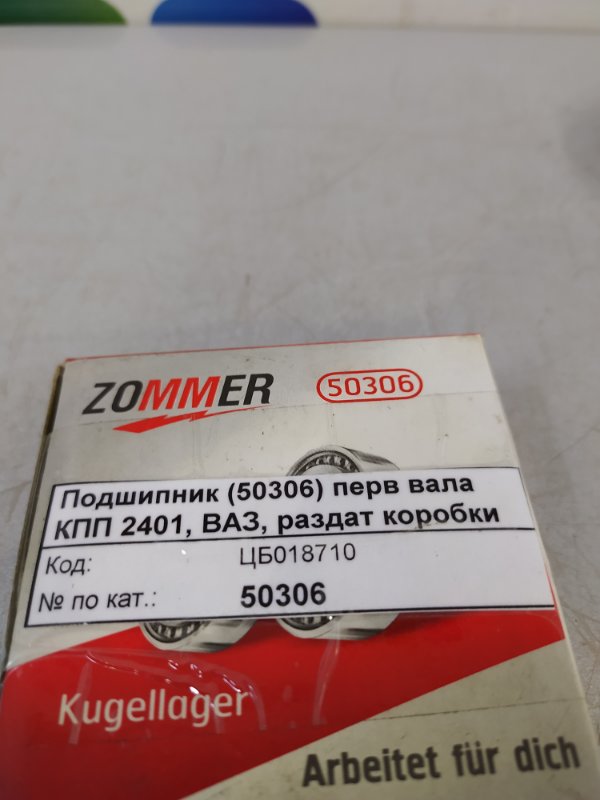 ZOMMER 50306
Подшипник (50306) перв вала
КПП 2401, ВАЗ, раздат коробки
Код: ЦБ018710
№ по кат.: 50306
Kugellager
Arbeitet für dich